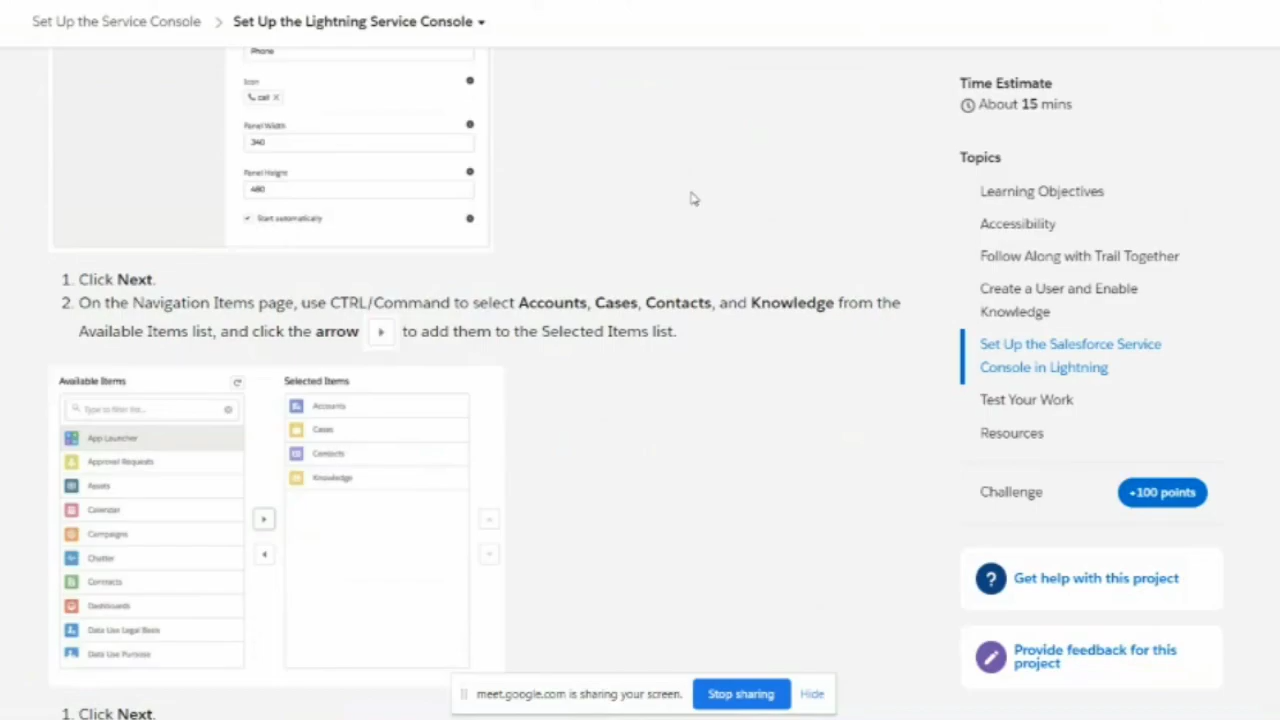 Set Up the Service Console > Set Up the Lightning Service Console
Phone
Icon
call
Panel Width
340
Panel Height
480
Start automatically
1. Click Next.
2. On the Navigation Items page, use CTRL/Command to select Accounts, Cases, Contacts, and Knowledge from the
Available Items list, and click the arrow to add them to the Selected Items list.
Available Items
Type to filter list...
App Launcher
Approval Requests
Assets
Calendar
Campaigns
Chatter
Contracts
Dashboards
Data Use Legal Basis
Data Use Purpose
Selected Items
Accounts
Cases
Contacts
Knowledge
1. Click Next.
Time Estimate
About 15 mins
Topics
Learning Objectives
Accessibility
Follow Along with Trail Together
Create a User and Enable
Knowledge
Set Up the Salesforce Service
Console in Lightning
Test Your Work
Resources
Challenge
+100 points
Get help with this project
Provide feedback for this
project
meet.google.com is sharing your screen.
Stop sharing
Hide